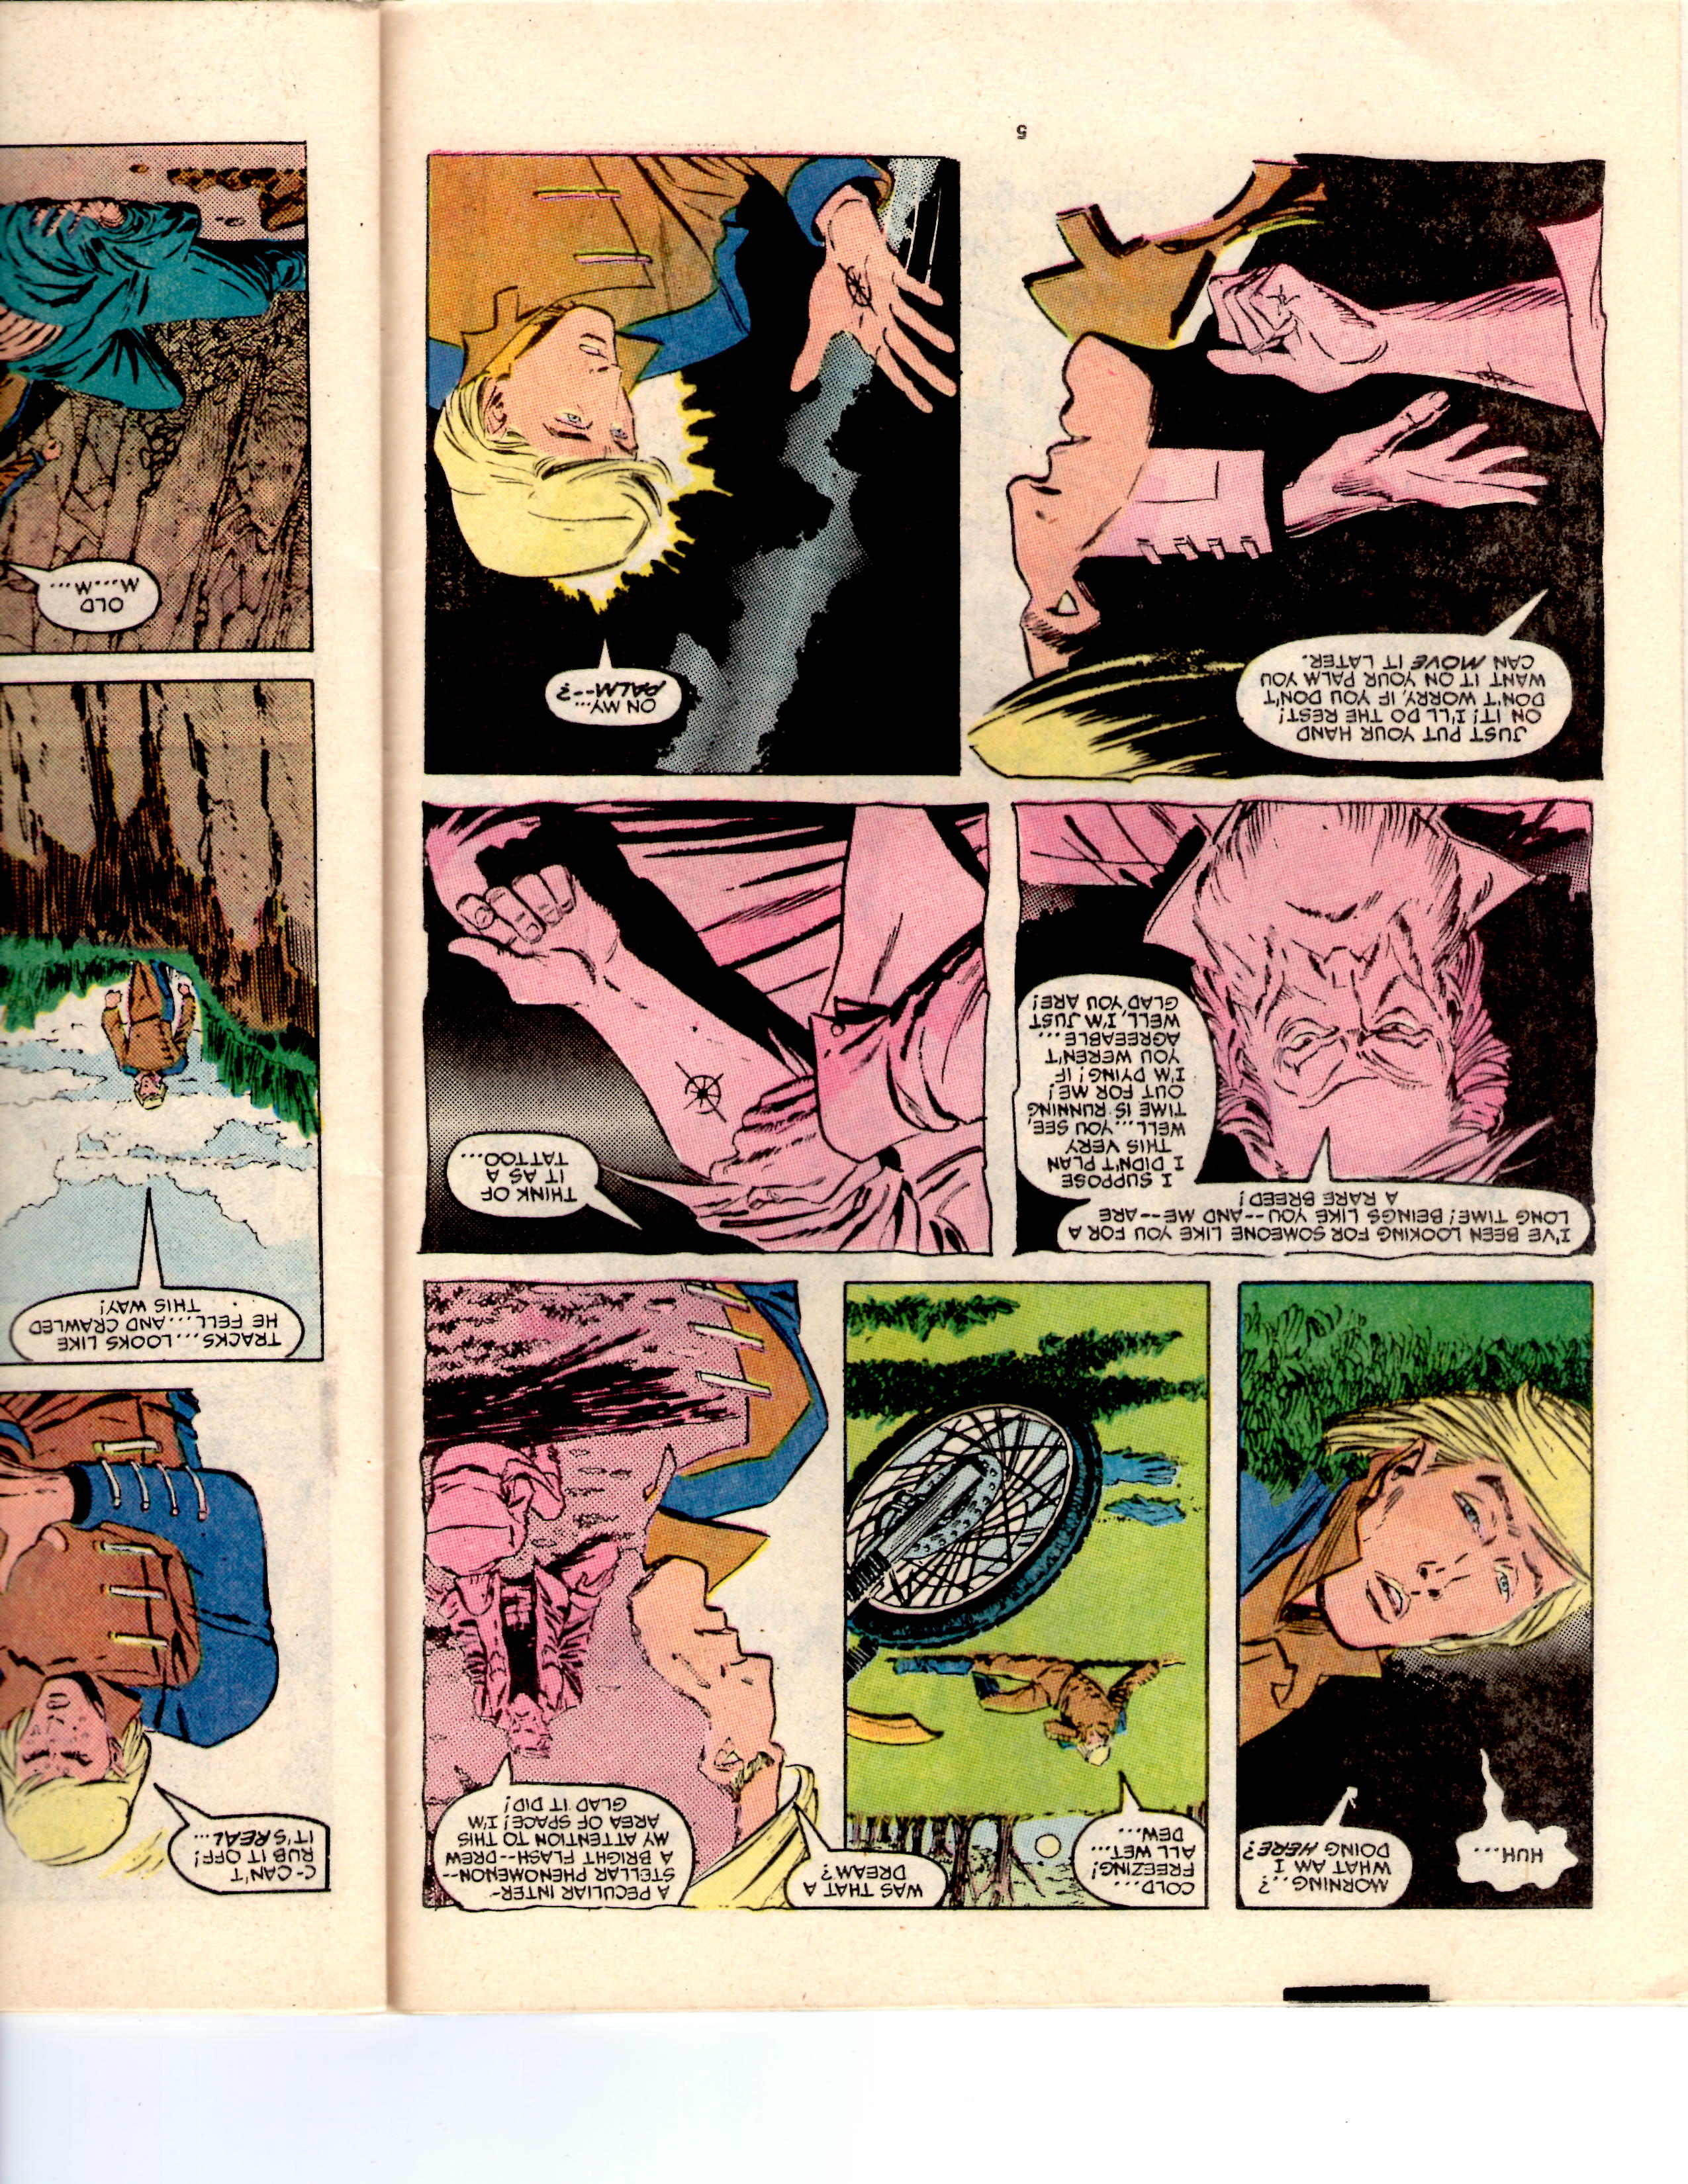 HUH...
MORNING..?
WHAT AM I
DOING HERE?
COLD...
FREEZING!
ALL WET...
DEW...
WAS THAT A
DREAM?
A PECULIAR INTER-
STELLAR PHENOMENON--
A BRIGHT FLASH--DREW
MY ATTENTION TO THIS
AREA OF SPACE! I'M
GLAD IT DID!
I'VE BEEN LOOKING FOR SOMEONE LIKE YOU FOR A
LONG TIME! BEINGS LIKE YOU--AND ME--ARE
A RARE BREED!
I SUPPOSE
I DIDN'T PLAN
THIS VERY
WELL...YOU SEE,
TIME IS RUNNING
OUT FOR ME!
I'M DYING! IF
YOU WEREN'T
AGREEABLE...
WELL, I'M JUST
GLAD YOU ARE!
THINK OF
IT AS A
TATTOO...
JUST PUT YOUR HAND
ON IT! I'LL DO THE REST!
DON'T WORRY, IF YOU DON'T
WANT IT ON YOUR PALM YOU
CAN MOVE IT LATER.
ON MY...
PALM--?
5
C-CAN'T
RUB IT OFF!
IT'S REAL...
TRACKS...LOOKS LIKE
HE FELL...AND CRAWLED
THIS WAY!
OLD
M...M...